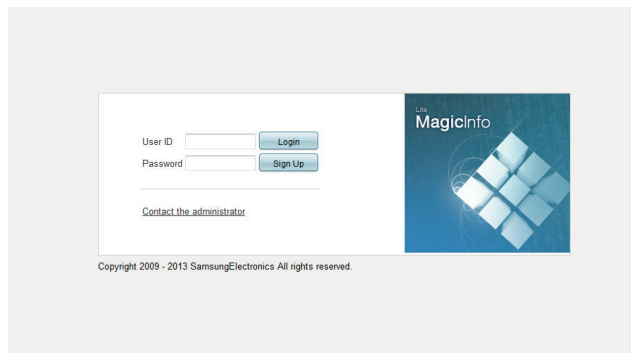 Lite
MagicInfo
User ID
Login
Password
Sign Up
Contact the administrator
Copyright 2009 - 2013 SamsungElectronics All rights reserved.